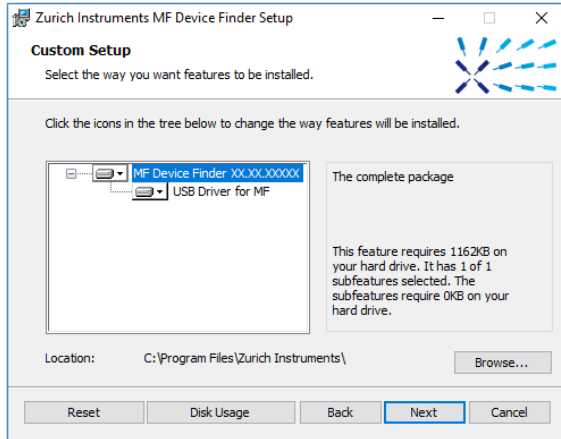 Zurich Instruments MF Device Finder Setup
Custom Setup
Select the way you want features to be installed.
Click the icons in the tree below to change the way features will be installed.
MF Device Finder XX.XX.XXXXX
USB Driver for MF
The complete package
This feature requires 1162KB on
your hard drive. It has 1 of 1
subfeatures selected. The
subfeatures require 0KB on your
hard drive.
Location: C:\Program Files\Zurich Instruments\
Browse...
Reset Disk Usage Back Next Cancel